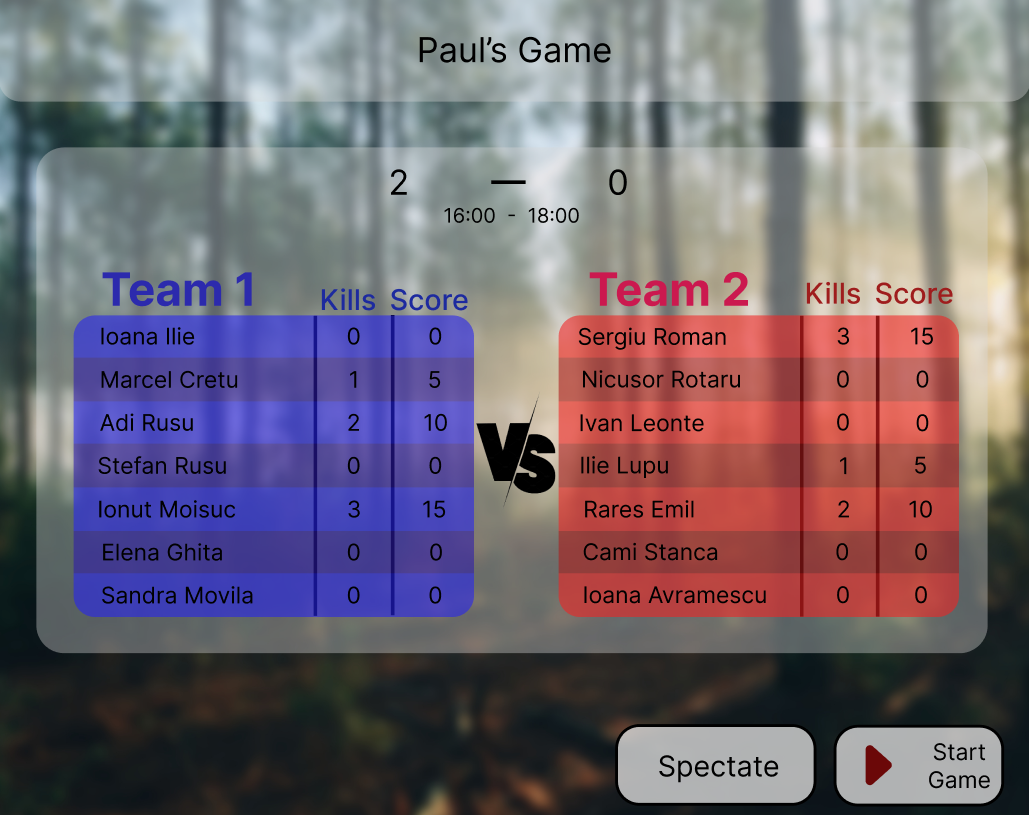 Paul's Game
2 — 0
16:00 - 18:00
Team 1 Kills Score
Ioana Ilie 0 0
Marcel Cretu 1 5
Adi Rusu 2 10
Stefan Rusu 0 0
Ionut Moisuc 3 15
Elena Ghita 0 0
Sandra Movila 0 0
VS
Team 2 Kills Score
Sergiu Roman 3 15
Nicusor Rotaru 0 0
Ivan Leonte 0 0
Ilie Lupu 1 5
Rares Emil 2 10
Cami Stanca 0 0
Ioana Avramescu 0 0
Spectate
Start
Game